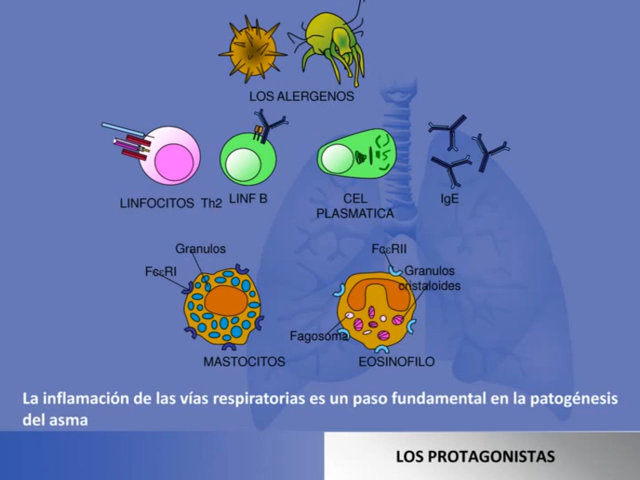 LOS ALERGENOS
LINFOCITOS Th2
LINF B
CEL
PLASMATICA
IgE
Granulos
FcεRI
FcεRII
Granulos
cristaloides
Fagosoma
MASTOCITOS
EOSINOFILO
La inflamación de las vías respiratorias es un paso fundamental en la patogénesis
del asma
LOS PROTAGONISTAS